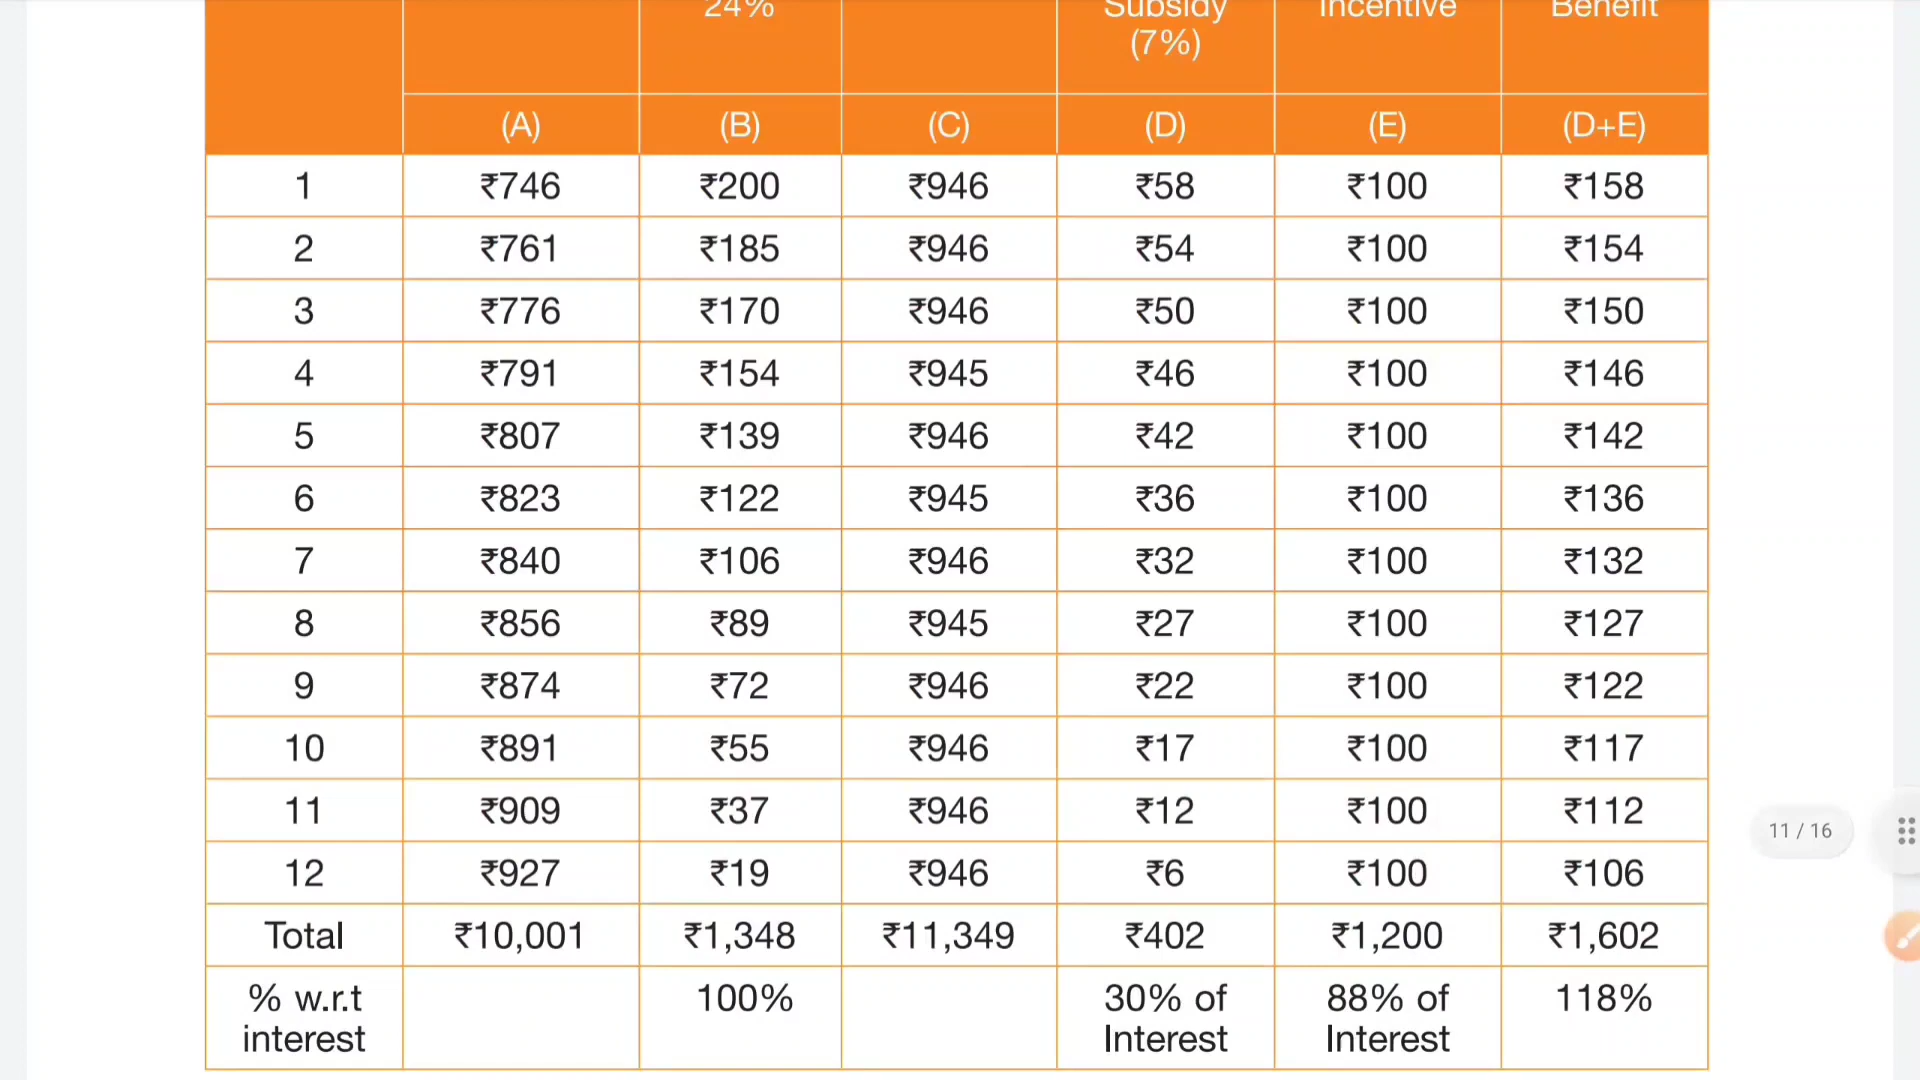 24% Subsidy Incentive Benefit
(7%)
(A) (B) (C) (D) (E) (D+E)
1 ₹746 ₹200 ₹946 ₹58 ₹100 ₹158
2 ₹761 ₹185 ₹946 ₹54 ₹100 ₹154
3 ₹776 ₹170 ₹946 ₹50 ₹100 ₹150
4 ₹791 ₹154 ₹945 ₹46 ₹100 ₹146
5 ₹807 ₹139 ₹946 ₹42 ₹100 ₹142
6 ₹823 ₹122 ₹945 ₹36 ₹100 ₹136
7 ₹840 ₹106 ₹946 ₹32 ₹100 ₹132
8 ₹856 ₹89 ₹945 ₹27 ₹100 ₹127
9 ₹874 ₹72 ₹946 ₹22 ₹100 ₹122
10 ₹891 ₹55 ₹946 ₹17 ₹100 ₹117
11 ₹909 ₹37 ₹946 ₹12 ₹100 ₹112
12 ₹927 ₹19 ₹946 ₹6 ₹100 ₹106
Total ₹10,001 ₹1,348 ₹11,349 ₹402 ₹1,200 ₹1,602
% w.r.t 100% 30% of 88% of 118%
interest Interest Interest
11 / 16